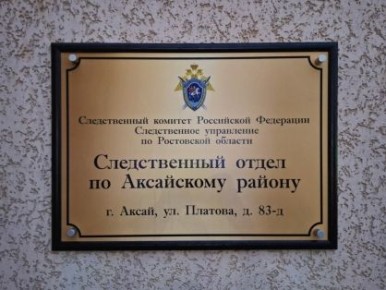 Следственный комитет Российской Федерации
Следственное управление
по Ростовской области
Следственный отдел
по Аксайскому району
г. Аксай, ул. Платова, д. 83-д